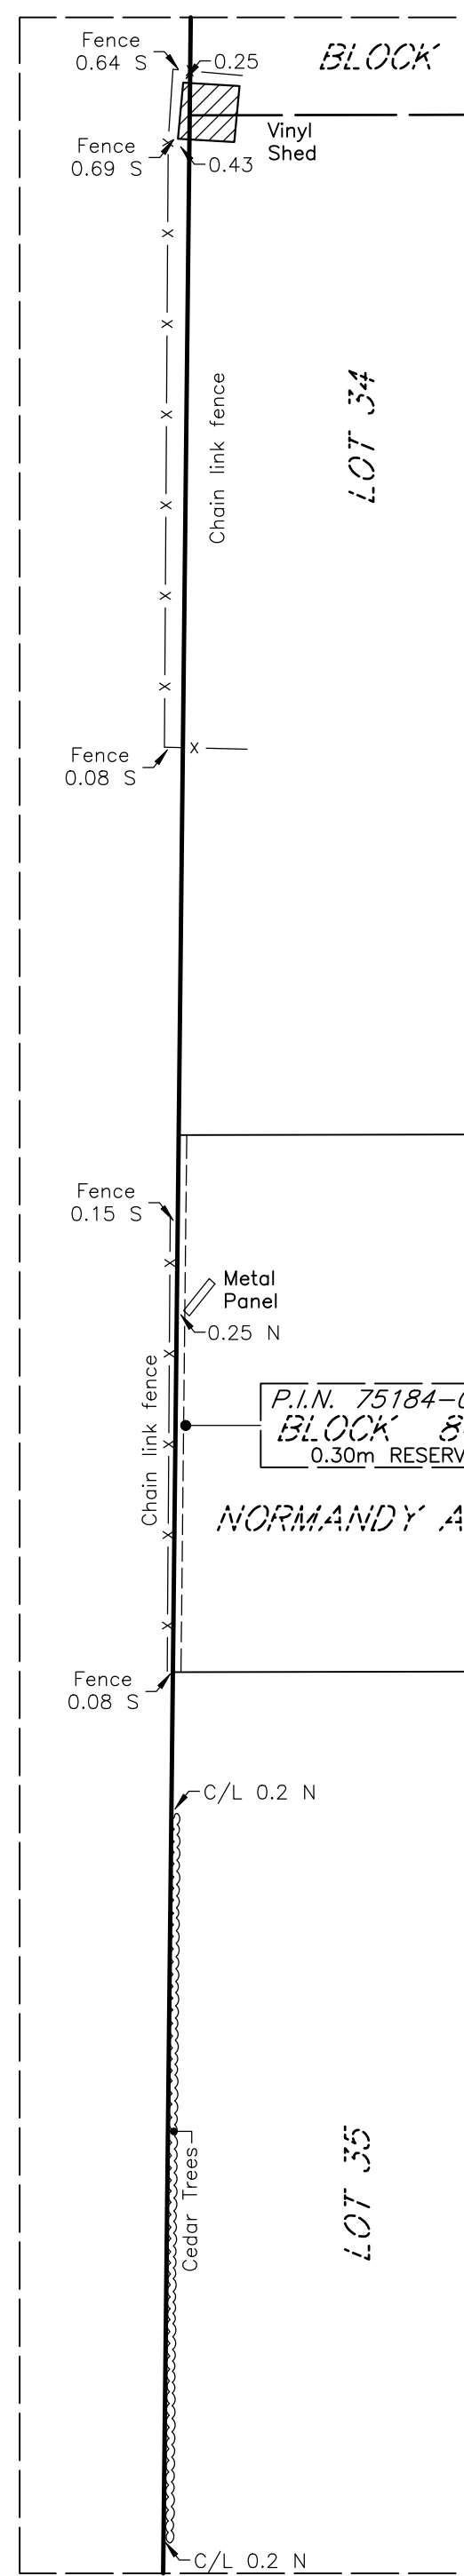 Fence
0.64 S
0.25
BLOCK
Vinyl
Shed
Fence
0.69 S
0.43
X
X
X
Chain link fence
LOT 34
X
X
X
Fence
0.08 S
X
Fence
0.15 S
X
Metal
Panel
0.25 N
X
Chain link fence
P.I.N. 75184-
BLOCK 8
0.30m RESERV
X
NORMANDY A
X
X
Fence
0.08 S
C/L 0.2 N
Cedar Trees
LOT 35
C/L 0.2 N